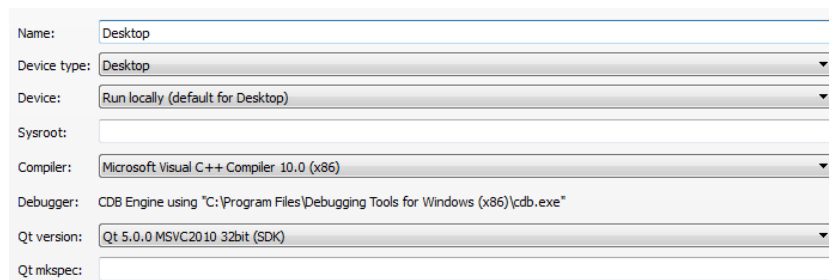 Name: Desktop
Device type: Desktop
Device: Run locally (default for Desktop)
Sysroot:
Compiler: Microsoft Visual C++ Compiler 10.0 (x86)
Debugger: CDB Engine using "C:\Program Files\Debugging Tools for Windows (x86)\cdb.exe"
Qt version: Qt 5.0.0 MSVC2010 32bit (SDK)
Qt mkspec: